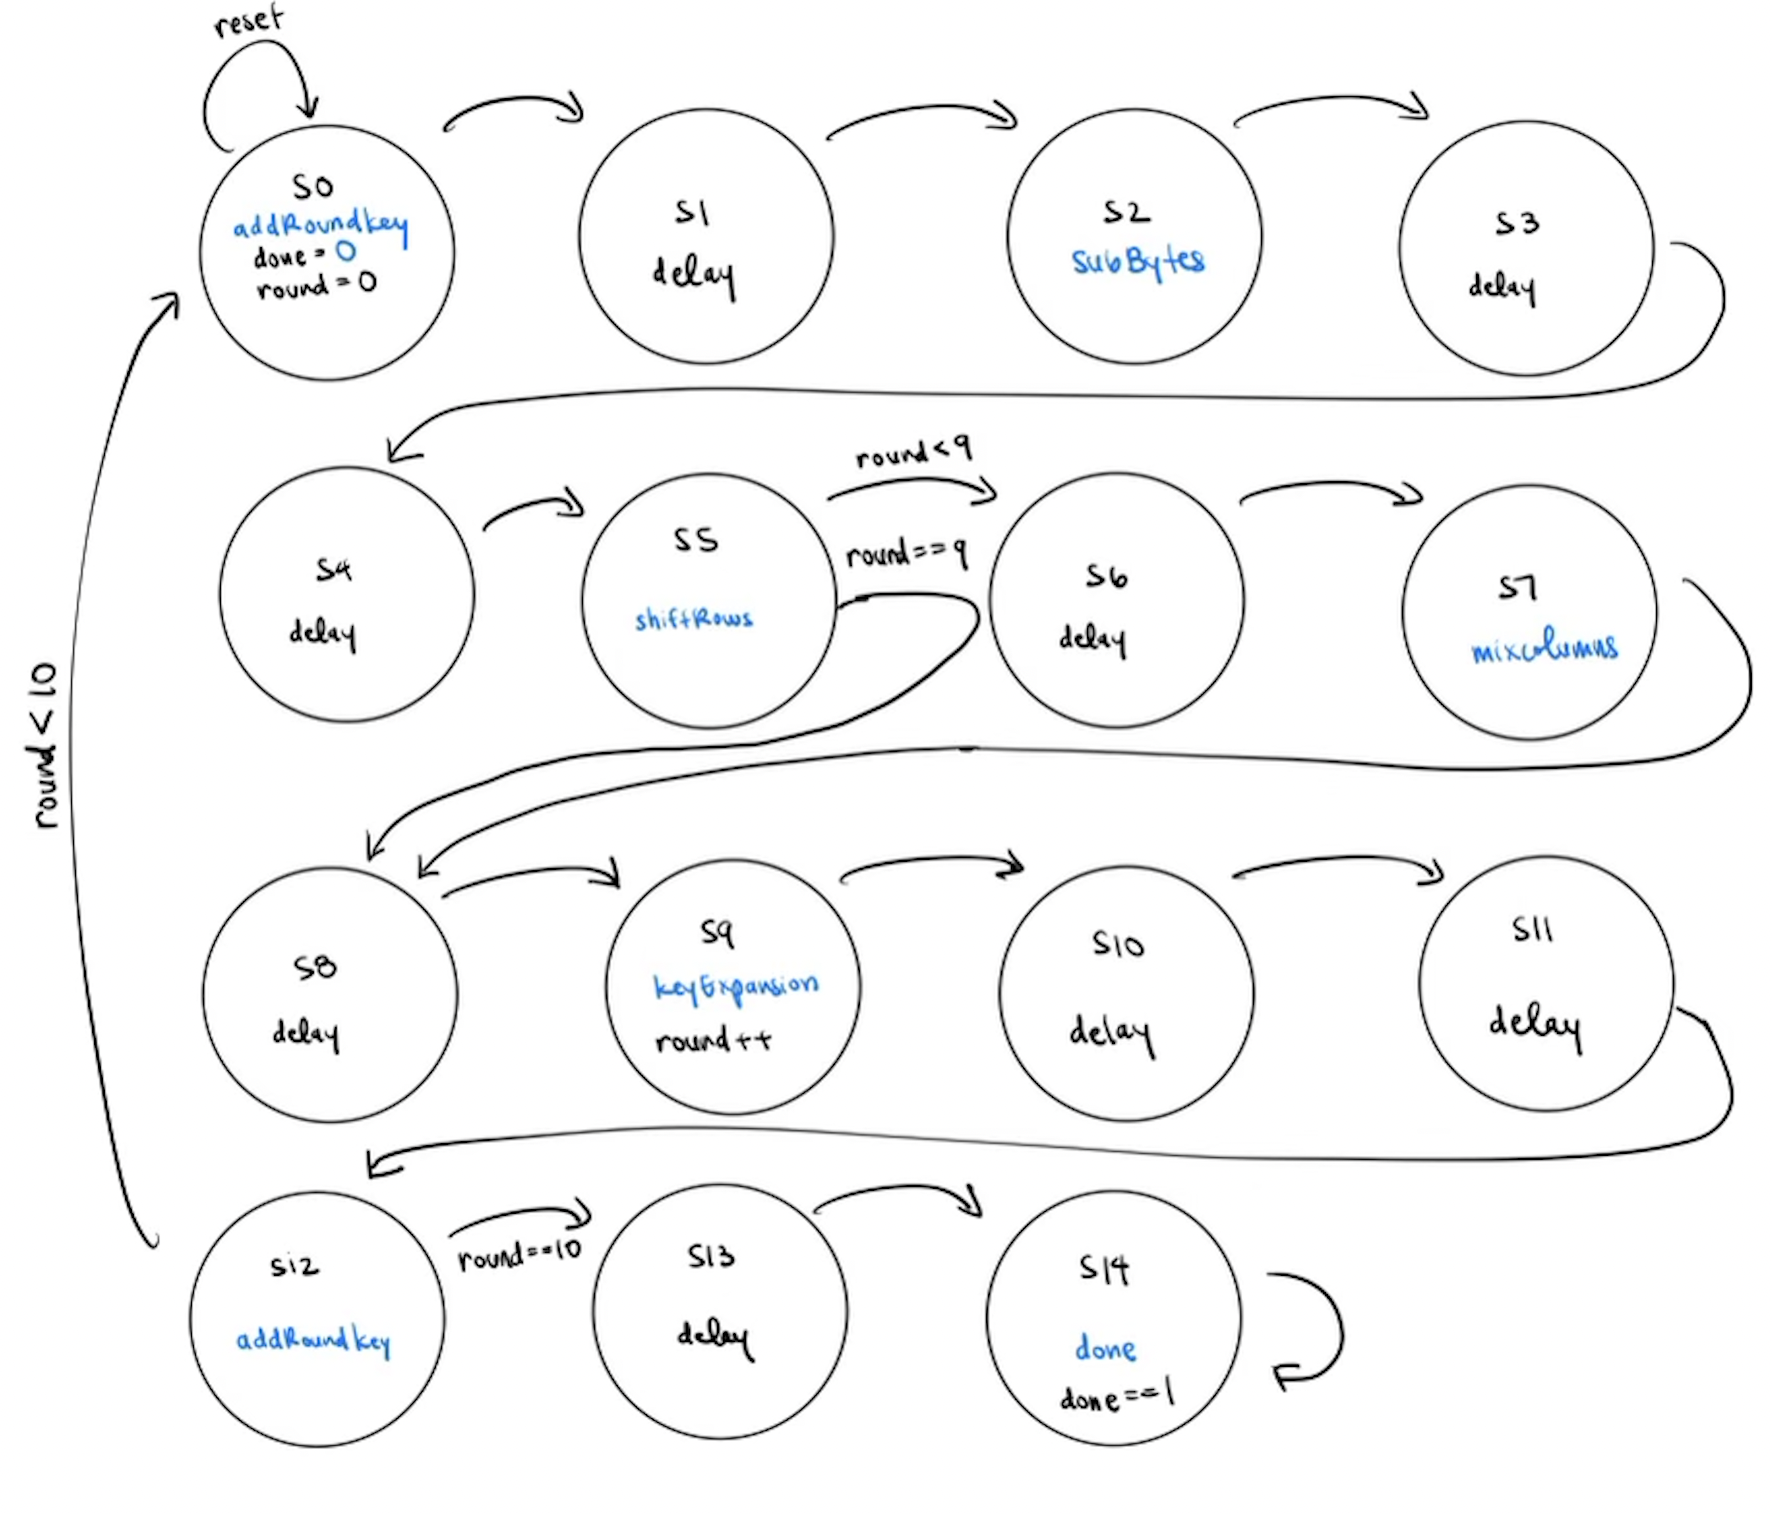 reset
S0
addRoundkey
done = 0
round = 0
S1
delay
S2
SubBytes
S3
delay
S4
delay
S5
shiftRows
round<9
round==9
S6
delay
S7
mixcolumns
round<10
S8
delay
S9
keyExpansion
round++
S10
delay
S11
delay
S12
addRoundkey
round==10
S13
delay
S14
done
done==1